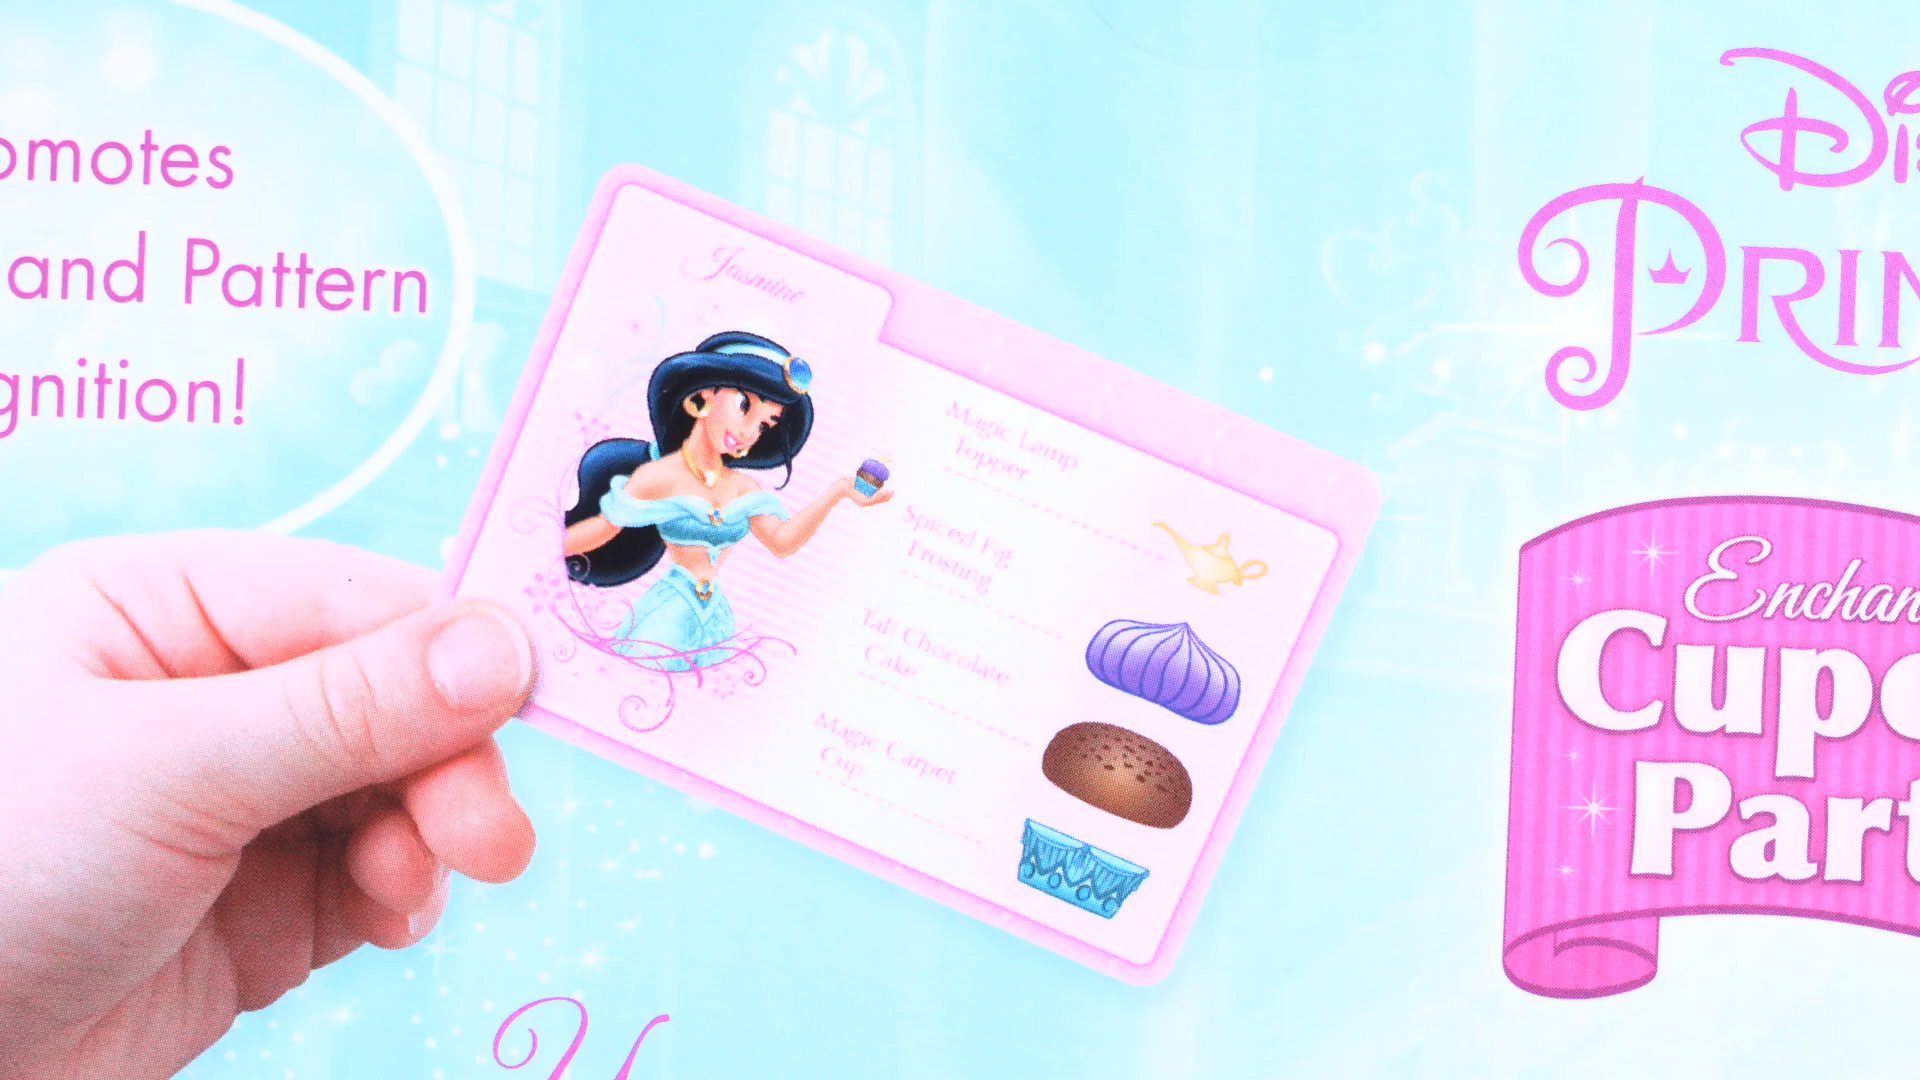 omotes
and Pattern
gnition!
Jasmine
Magic Lamp
Topper
Spiced Fig
Frosting
Tall Chocolate
Cake
Magic Carpet
Cup
Dis
PRIN
Enchan
Cupc
Part